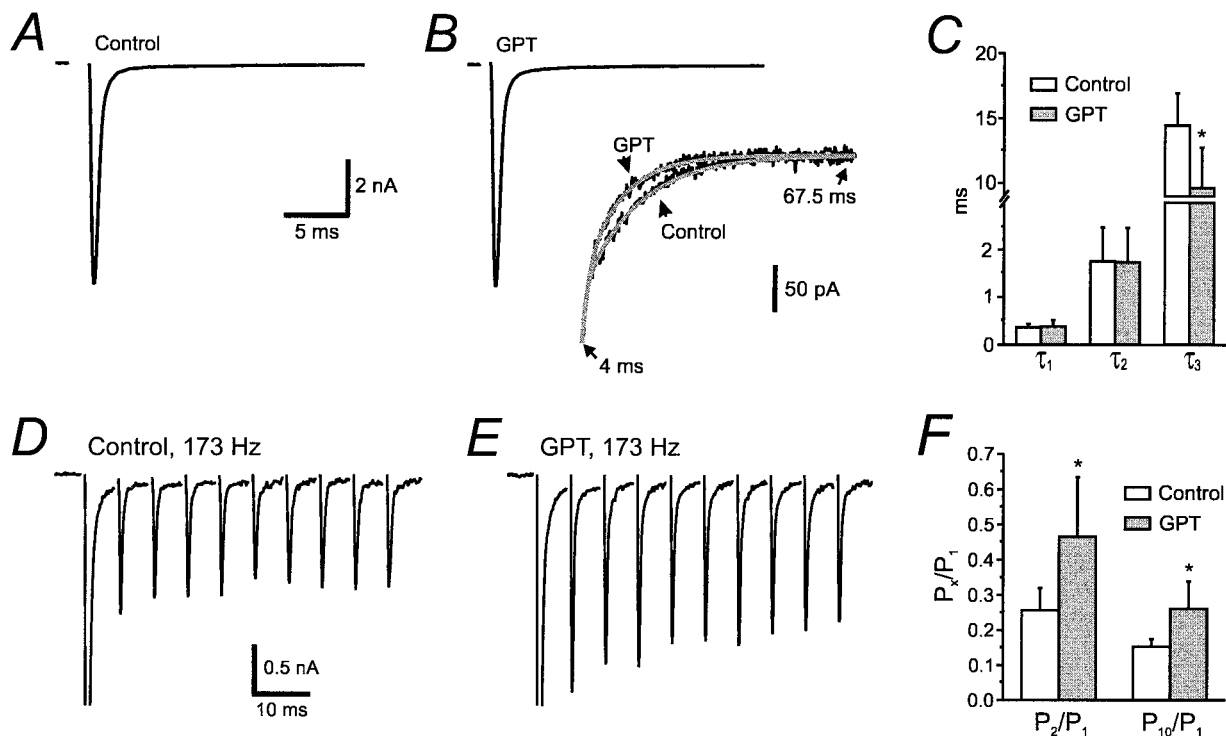 A
Control
2 nA
5 ms
B
GPT
GPT
67.5 ms
Control
50 pA
4 ms
C
20
15
10
2
1
0
ms
Control
GPT
*
τ1
τ2
τ3
D
Control, 173 Hz
0.5 nA
10 ms
E
GPT, 173 Hz
F
0.7
0.6
0.5
0.4
0.3
0.2
0.1
0.0
Px/P1
*
Control
GPT
*
P2/P1
P10/P1